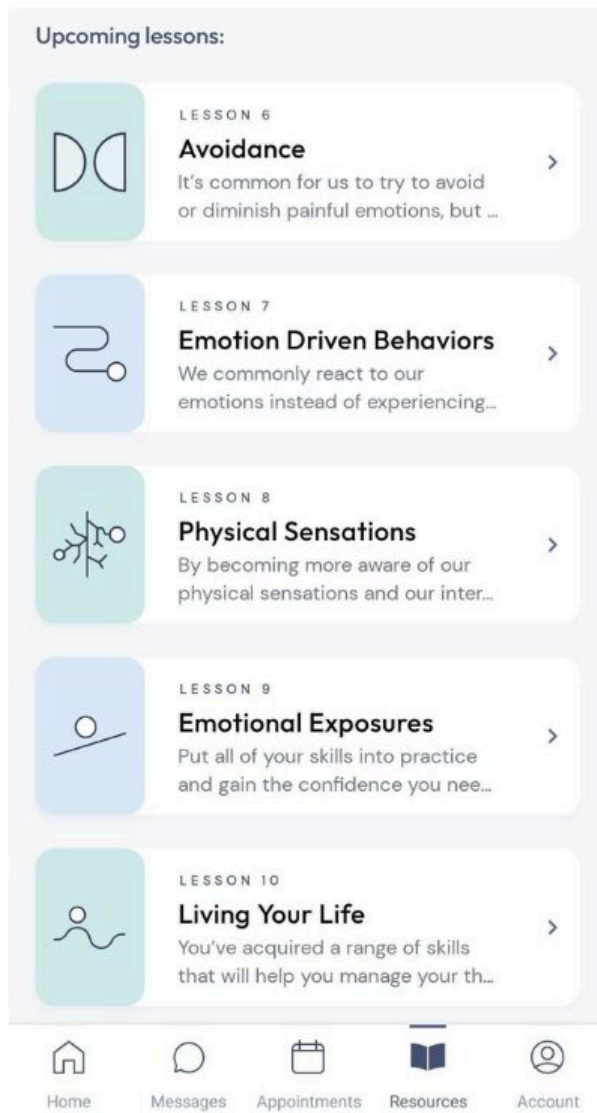 Upcoming lessons:
LESSON 6
Avoidance
It's common for us to try to avoid
or diminish painful emotions, but ...
LESSON 7
Emotion Driven Behaviors
We commonly react to our
emotions instead of experiencing...
LESSON 8
Physical Sensations
By becoming more aware of our
physical sensations and our inter...
LESSON 9
Emotional Exposures
Put all of your skills into practice
and gain the confidence you nee...
LESSON 10
Living Your Life
You've acquired a range of skills
that will help you manage your th...
Home Messages Appointments Resources Account